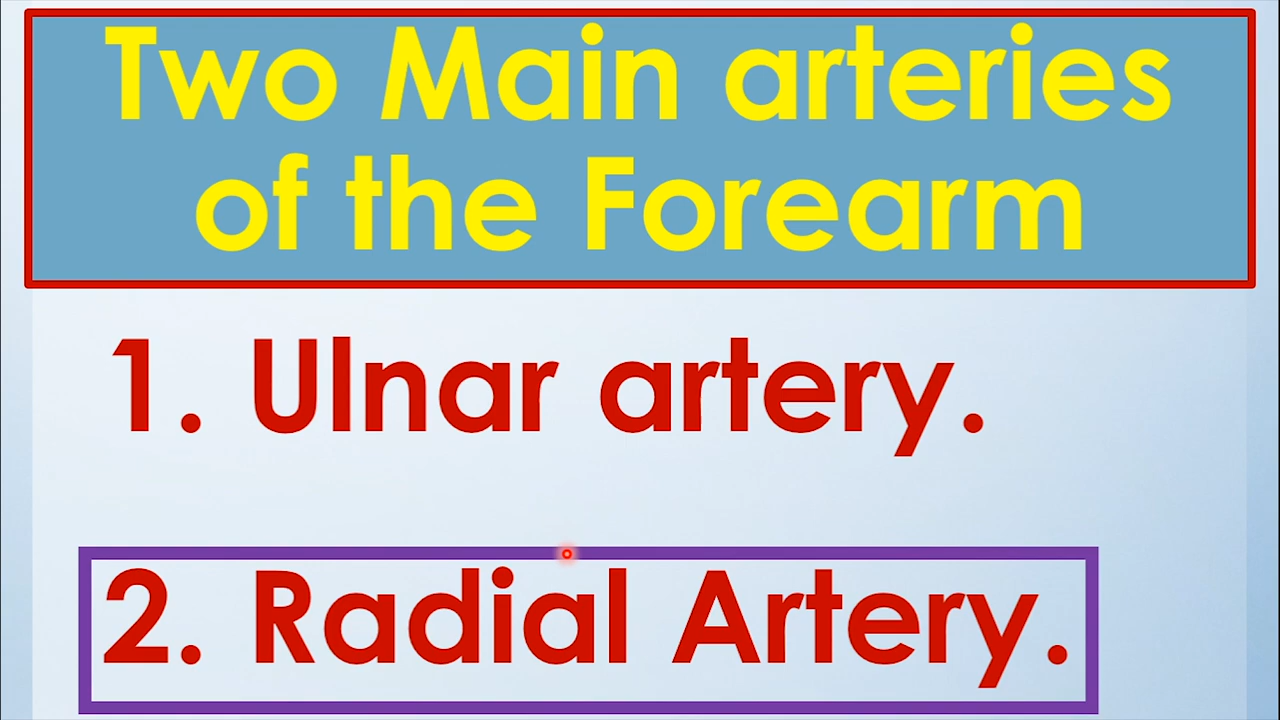 Two Main arteries
of the Forearm
1. Ulnar artery.
2. Radial Artery.